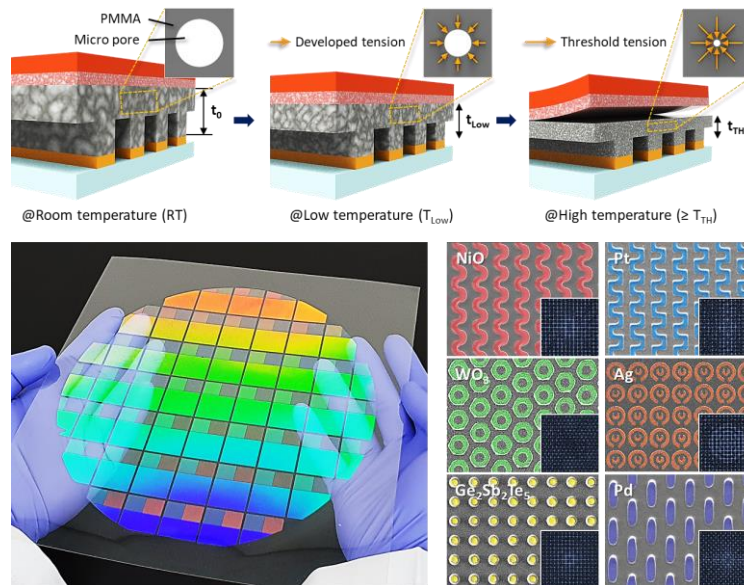 PMMA
Micro pore
Developed tension
Threshold tension
t0
tLow
tTH
@Room temperature (RT)
@Low temperature (TLow)
@High temperature (≥ TTH)
NiO
Pt
WO3
Ag
Ge2Sb2Te5
Pd